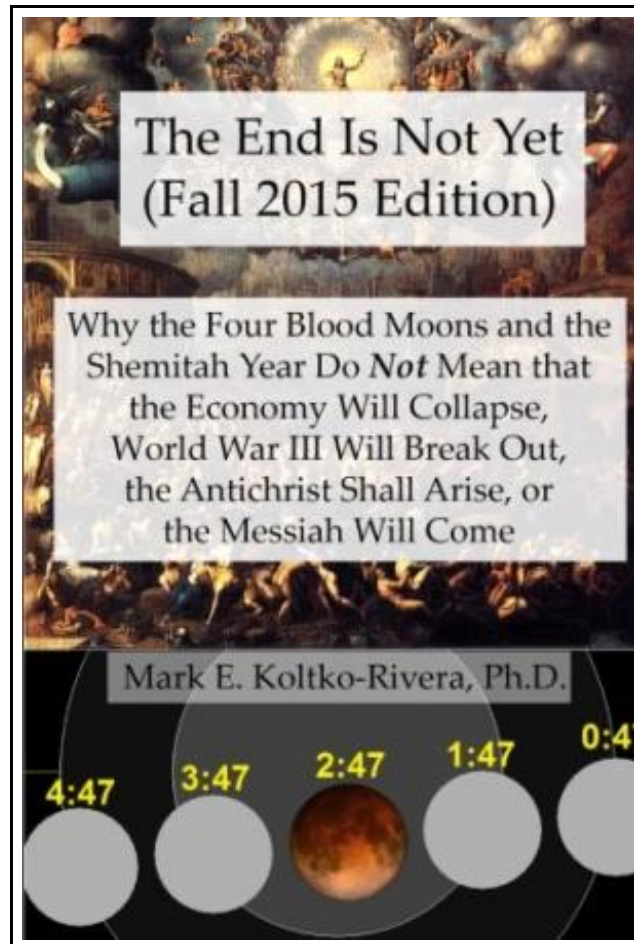 The End Is Not Yet
(Fall 2015 Edition)
Why the Four Blood Moons and the
Shemitah Year Do Not Mean that
the Economy Will Collapse,
World War III Will Break Out,
the Antichrist Shall Arise, or
the Messiah Will Come
Mark E. Koltko-Rivera, Ph.D.
4:47 3:47 2:47 1:47 0:47